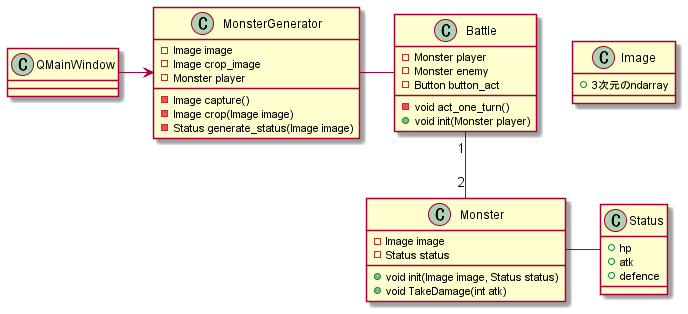 C QMainWindow
C MonsterGenerator
Image image
Image crop_image
Monster player
Image capture()
Image crop(Image image)
Status generate_status(Image image)
C Battle
Monster player
Monster enemy
Button button_act
void act_one_turn()
void init(Monster player)
C Image
3次元のndarray
1
2
C Monster
Image image
Status status
void init(Image image, Status status)
void TakeDamage(int atk)
C Status
hp
atk
defence